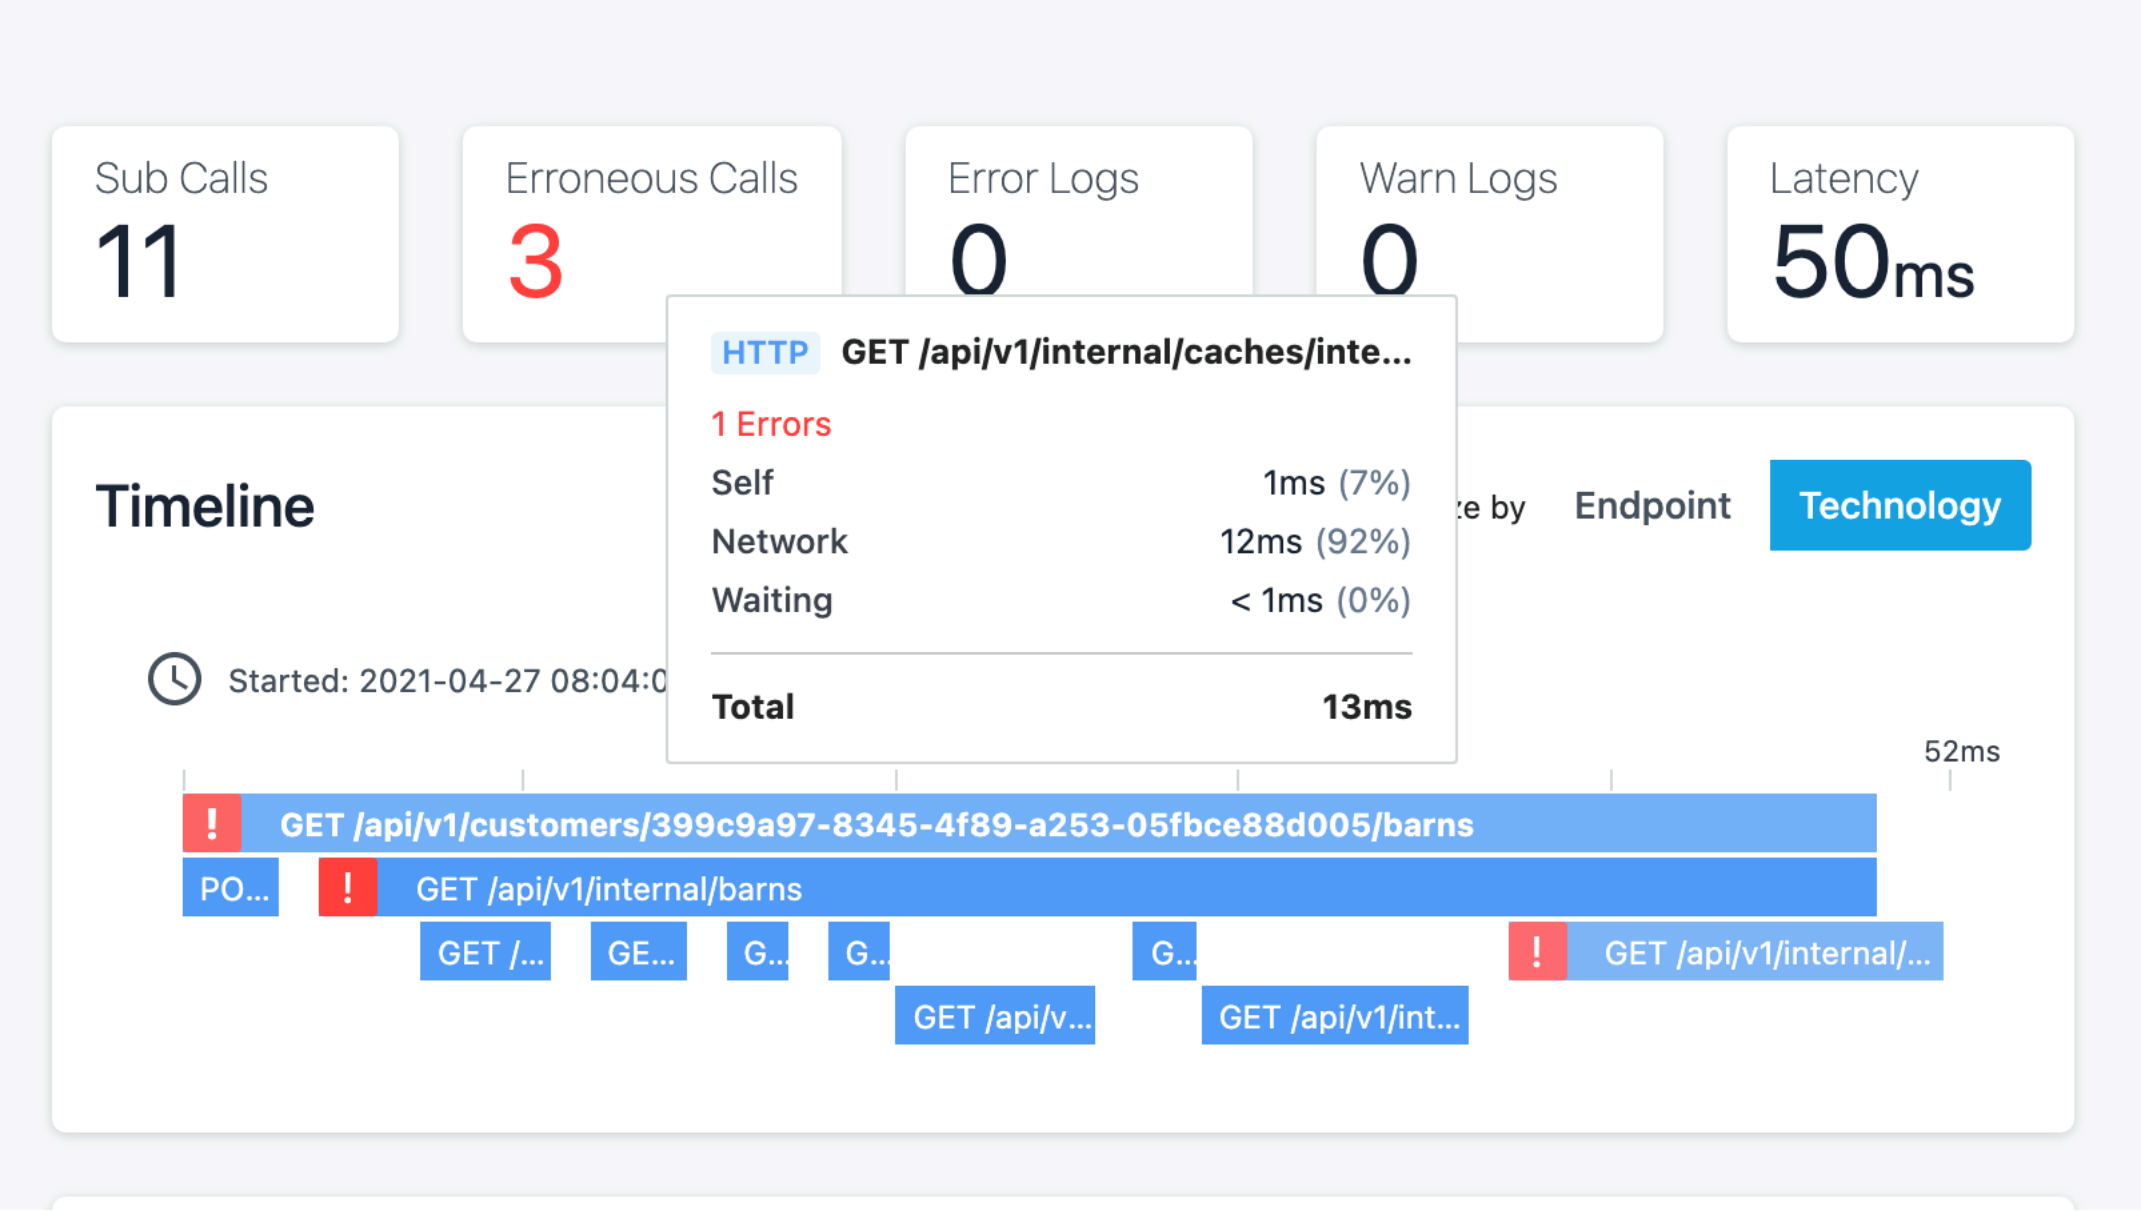 Sub Calls
11
Erroneous Calls
3
Error Logs
0
Warn Logs
0
Latency
50ms
HTTP GET /api/v1/internal/caches/inte...
1 Errors
Self 1ms (7%)
Network 12ms (92%)
Waiting < 1ms (0%)
Total 13ms
Timeline
by Endpoint Technology
Started: 2021-04-27 08:04:0
52ms
! GET /api/v1/customers/399c9a97-8345-4f89-a253-05fbce88d005/barns
PO... ! GET /api/v1/internal/barns
GET /... GE... G... G... G... ! GET /api/v1/internal/...
GET /api/v... GET /api/v1/int...